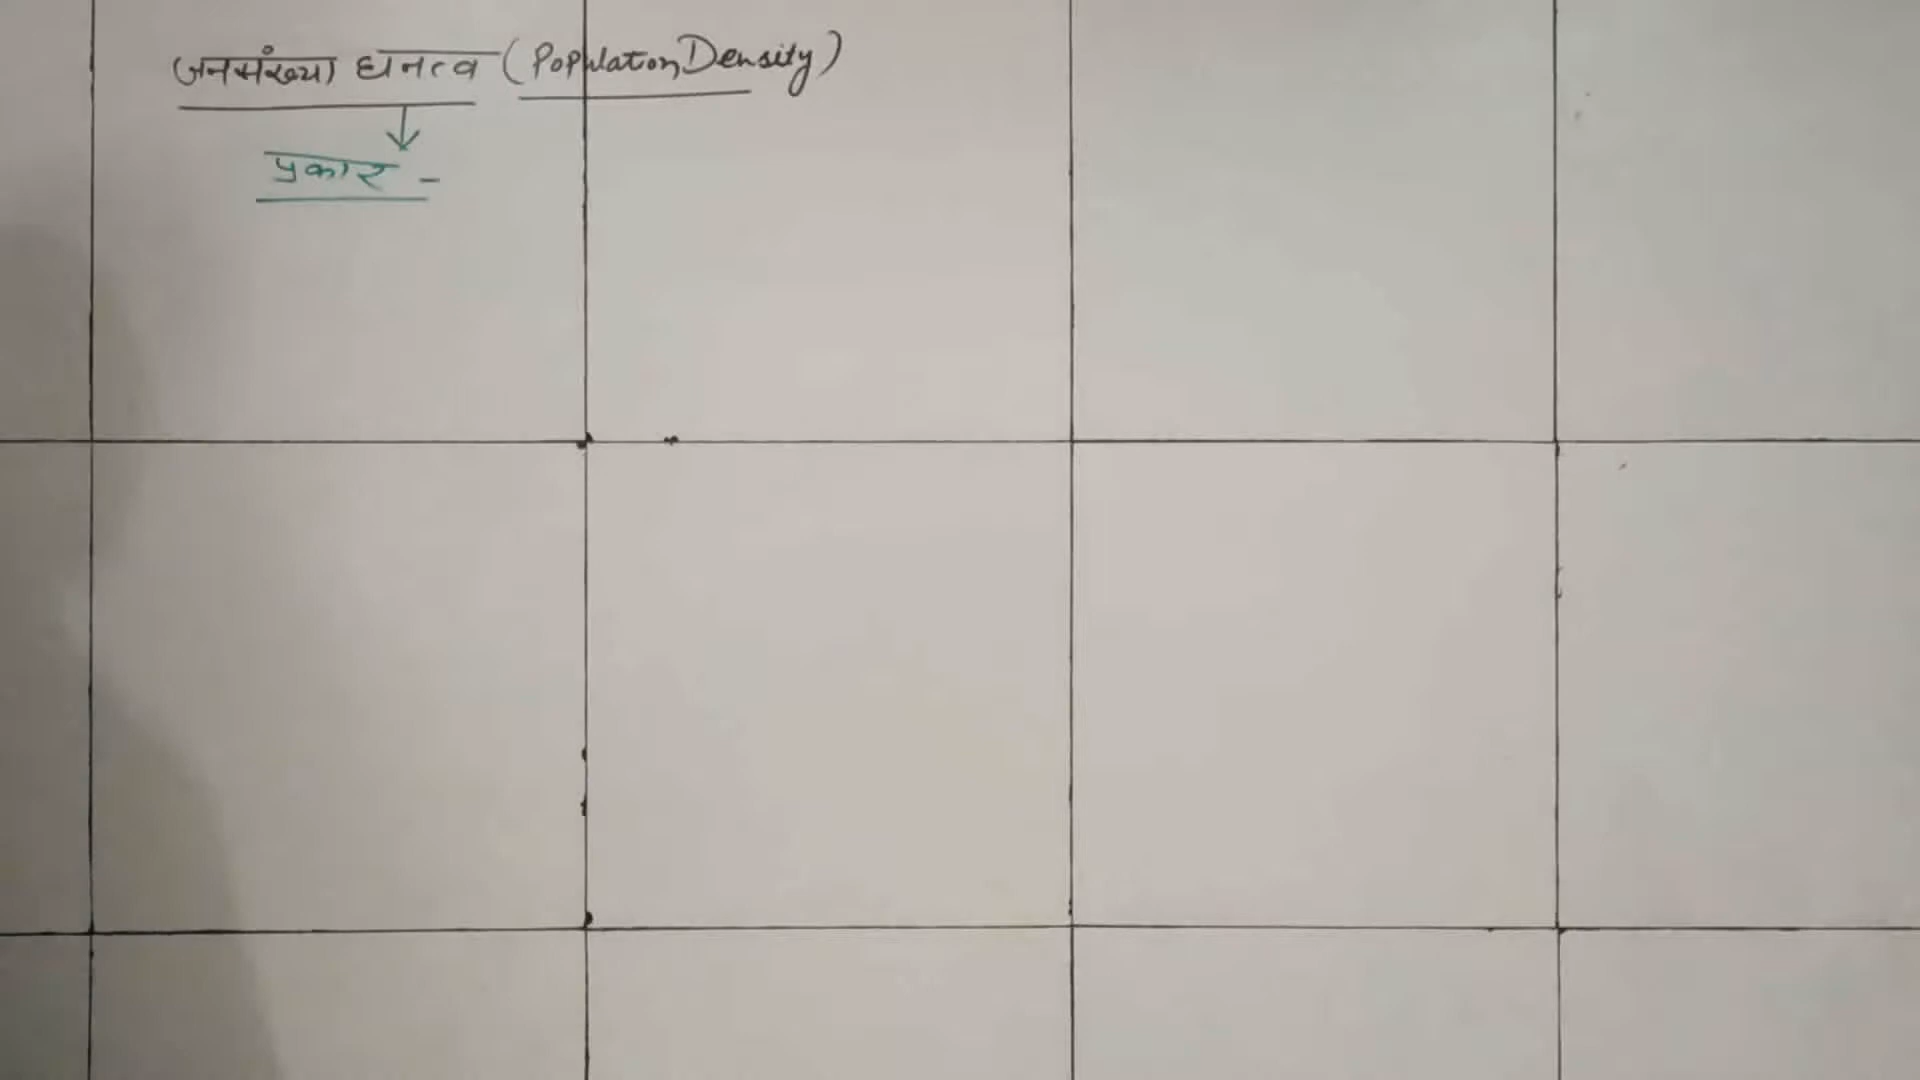 जनसंख्या घनत्व (Population Density)
प्रकार -